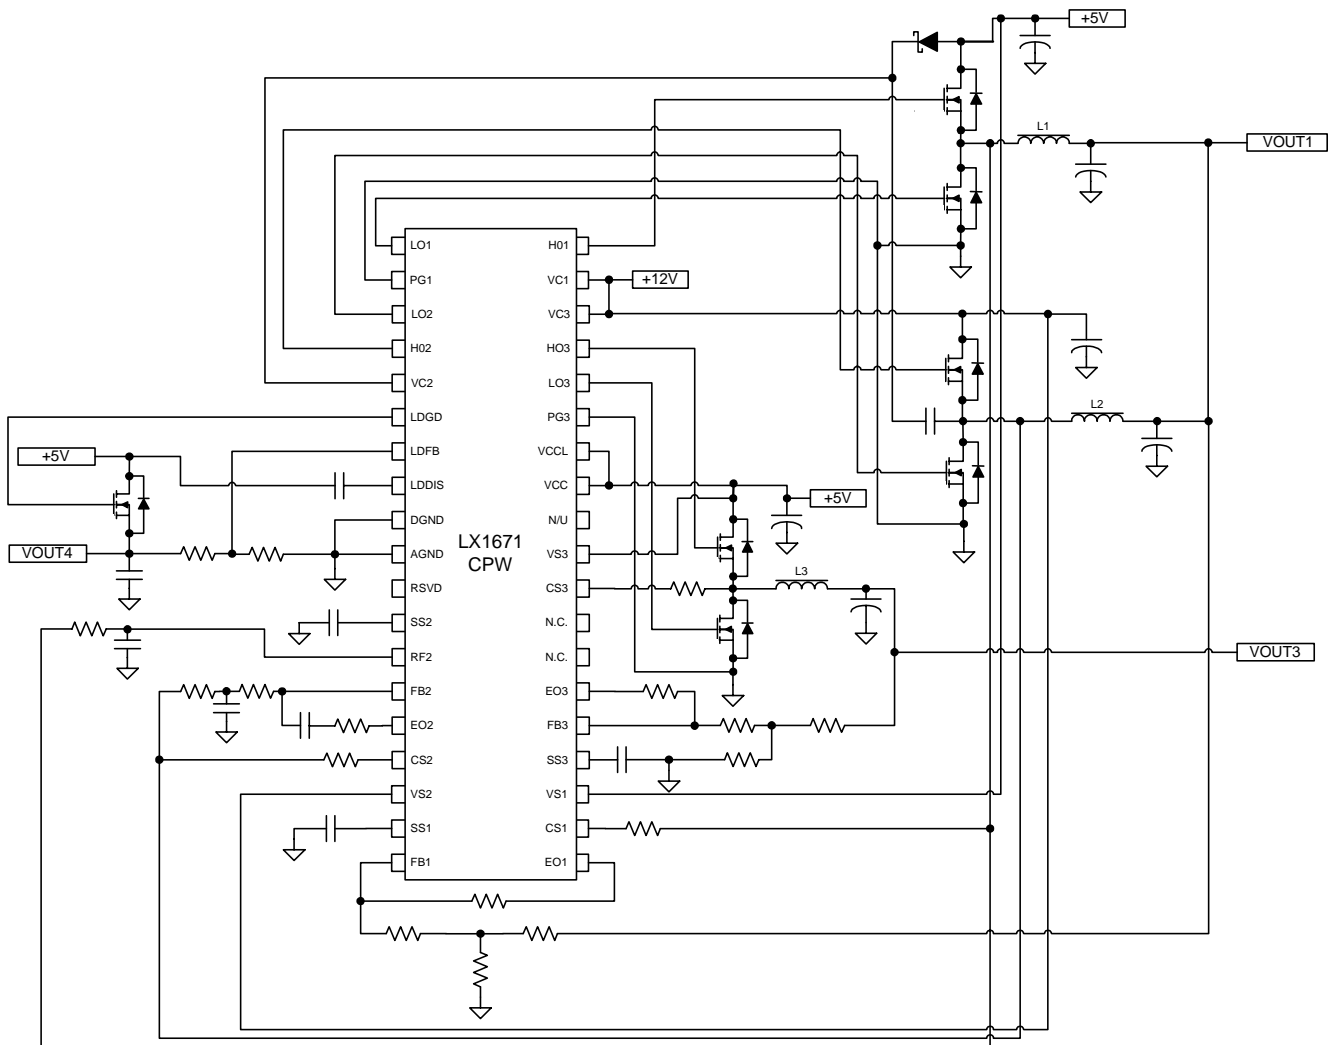 +5V
L1
VOUT1
LO1
H01
PG1
VC1
+12V
LO2
VC3
H02
HO3
VC2
LO3
L2
LDGD
PG3
+5V
LDFB
VCCL
LDDIS
VCC
+5V
DGND
N/U
LX1671
CPW
VOUT4
AGND
VS3
L3
RSVD
CS3
SS2
N.C.
RF2
N.C.
VOUT3
FB2
EO3
EO2
FB3
CS2
SS3
VS2
VS1
SS1
CS1
FB1
EO1